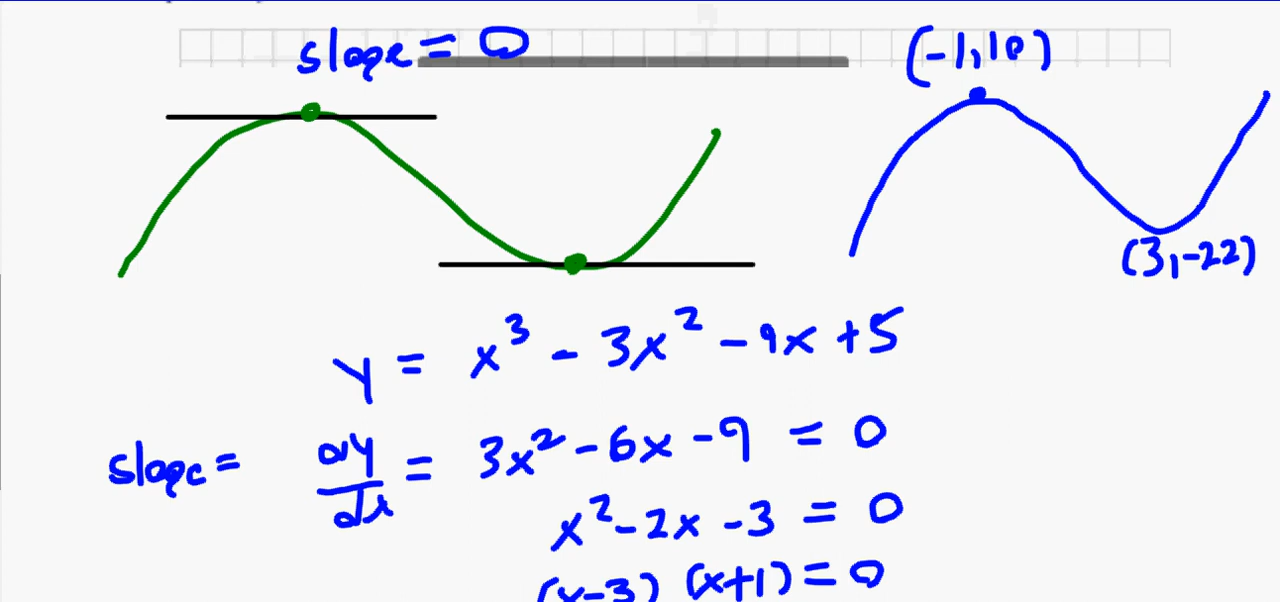 slope = 0
(-1,10)
(3,-22)
y = x³ - 3x² - 9x + 5
slope = dy/dx = 3x² - 6x - 9 = 0
x² - 2x - 3 = 0
(x-3) (x+1) = 0